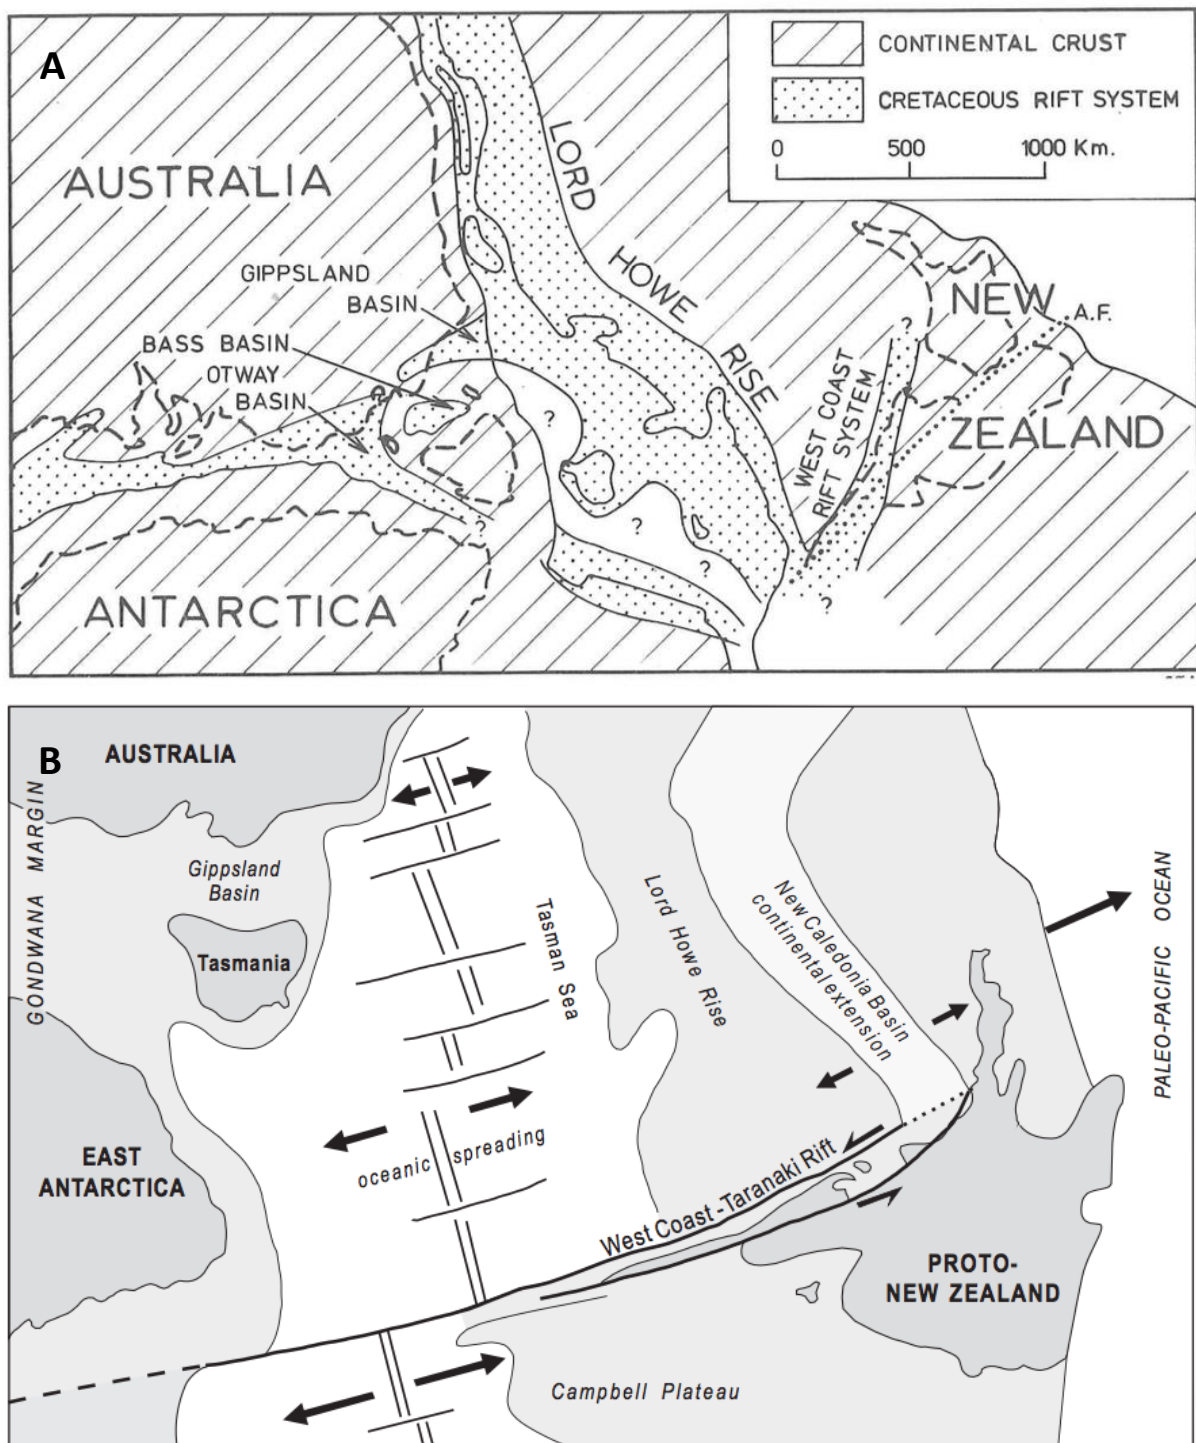 A
CONTINENTAL CRUST
CRETACEOUS RIFT SYSTEM
0 500 1000 Km.
AUSTRALIA
LORD HOWE RISE
GIPPSLAND
BASIN
BASS BASIN
OTWAY
BASIN
WEST COAST
RIFT SYSTEM
NEW
ZEALAND
A.F.
ANTARCTICA
?
?
?
?
?
?
?
B
AUSTRALIA
GONDWANA MARGIN
Gippsland
Basin
Tasmania
Tasman Sea
Lord Howe Rise
New Caledonia Basin
continental extension
PALEO-PACIFIC OCEAN
EAST
ANTARCTICA
oceanic spreading
West Coast-Taranaki Rift
PROTO-
NEW ZEALAND
Campbell Plateau